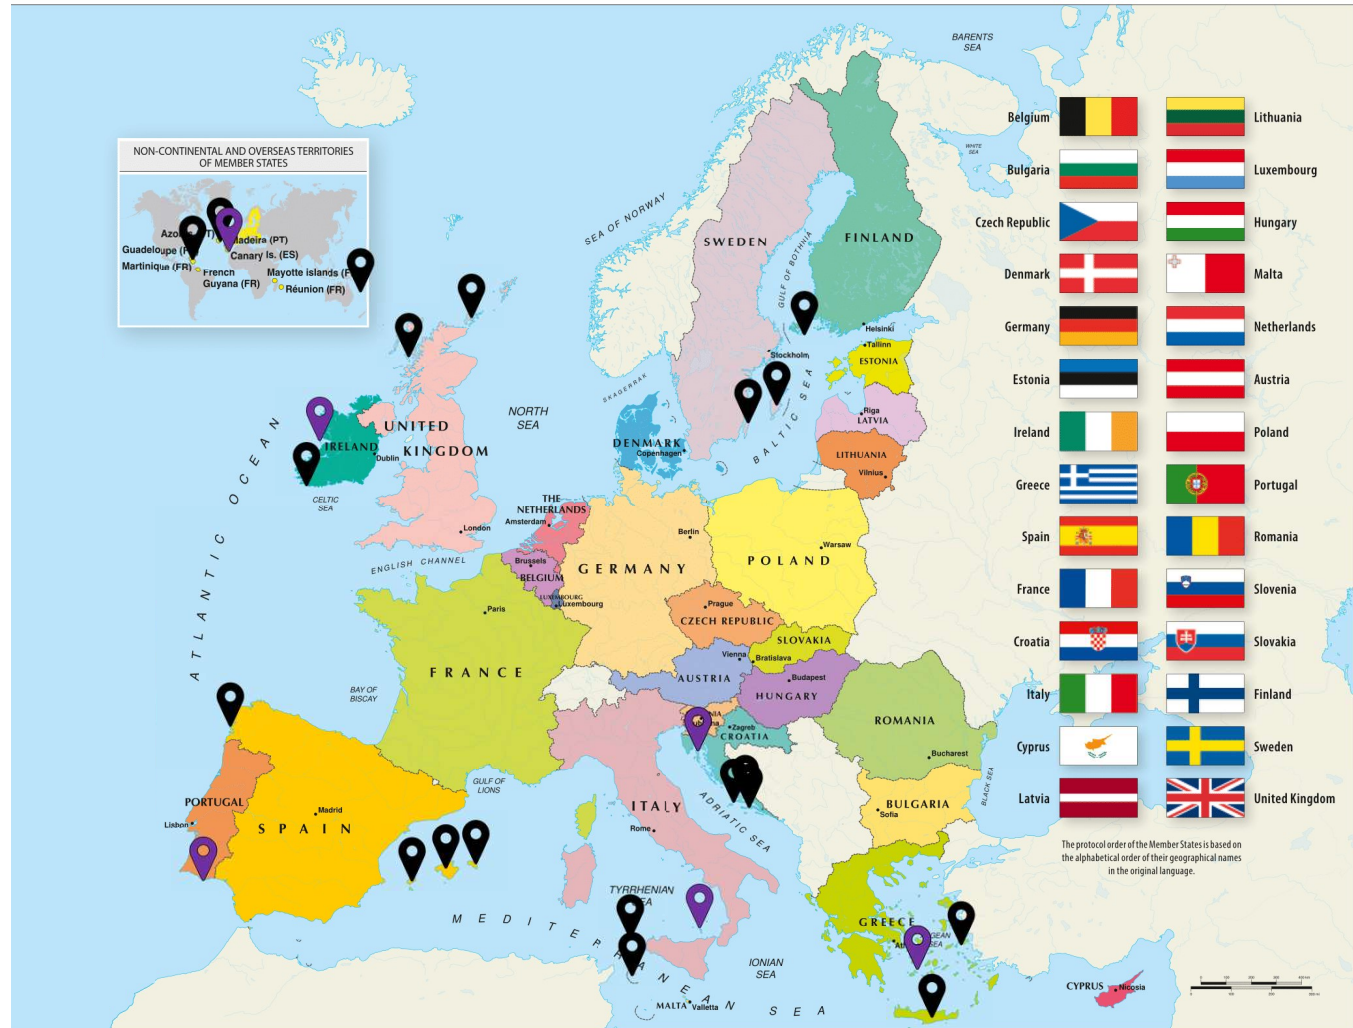 NON-CONTINENTAL AND OVERSEAS TERRITORIES
OF MEMBER STATES
Madeira (PT)
Canary Is. (ES)
Martinique (FR)
French
Guyana (FR)
Mayotte islands
Réunion (FR)
BARENTS
SEA
WHITE
SEA
SEA OF NORWAY
SWEDEN
FINLAND
GULF OF BOTHNIA
Helsinki
Tallinn
ESTONIA
Stockholm
SKAGERRAK
BALTIC SEA
Riga
LATVIA
LITHUANIA
Vilnius
NORTH
SEA
DENMARK
Copenhagen
ATLANTIC OCEAN
UNITED
KINGDOM
IRELAND
Dublin
CELTIC
SEA
London
ENGLISH CHANNEL
THE
NETHERLANDS
Amsterdam
Brussels
BELGIUM
LUXEMBOURG
Luxembourg
Berlin
GERMANY
Warsaw
POLAND
Prague
CZECH REPUBLIC
SLOVAKIA
Vienna
Bratislava
AUSTRIA
Budapest
HUNGARY
Paris
FRANCE
BAY OF
BISCAY
Zagreb
CROATIA
ROMANIA
Bucharest
BLACK SEA
BULGARIA
Sofia
GULF OF
LIONS
ADRIATIC SEA
ITALY
Rome
PORTUGAL
Lisbon
Madrid
SPAIN
TYRRHENIAN
MEDITERRANEAN SEA
IONIAN
SEA
MALTA
Valletta
GREECE
SEA
CYPRUS
Nicosia
Belgium
Lithuania
Bulgaria
Luxembourg
Czech Republic
Hungary
Denmark
Malta
Germany
Netherlands
Estonia
Austria
Ireland
Poland
Greece
Portugal
Spain
Romania
France
Slovenia
Croatia
Slovakia
Italy
Finland
Cyprus
Sweden
Latvia
United Kingdom
The protocol order of the Member States is based on
the alphabetical order of their geographical names
in the original language.